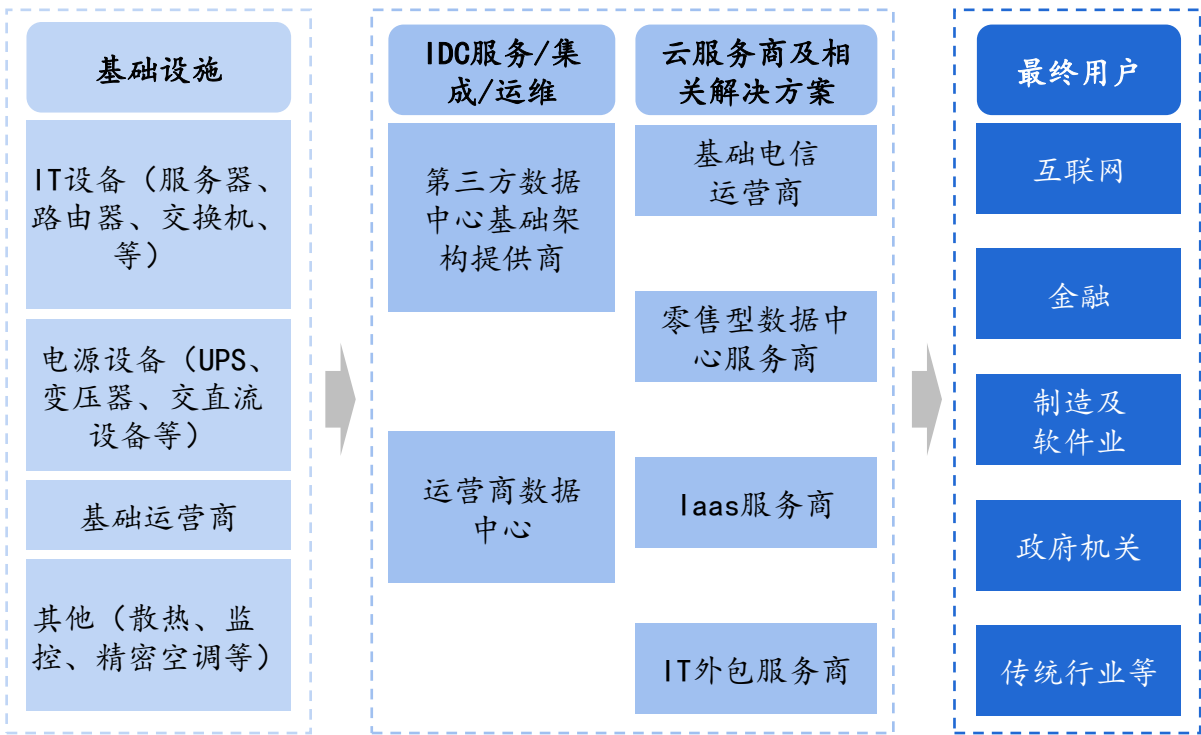 基础设施
IT设备（服务器、
路由器、交换机、
等）
电源设备（UPS、
变压器、交直流
设备等）
基础运营商
其他（散热、监
控、精密空调等）
IDC服务/集
成/运维
第三方数据
中心基础架
构提供商
运营商数据
中心
云服务商及相
关解决方案
基础电信
运营商
零售型数据中
心服务商
Iaas服务商
IT外包服务商
最终用户
互联网
金融
制造及
软件业
政府机关
传统行业等